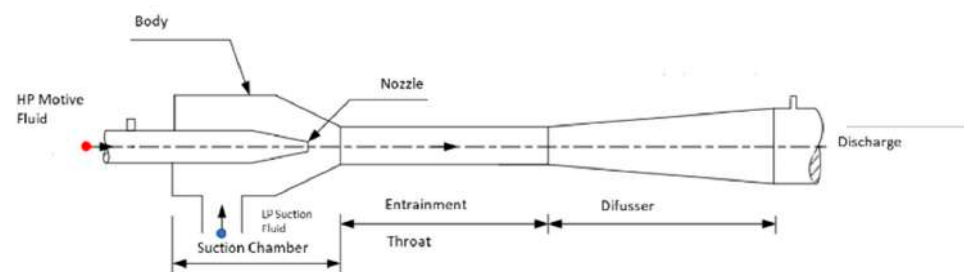 Body
Nozzle
HP Motive
Fluid
Discharge
LP Suction
Fluid
Suction Chamber
Entrainment
Throat
Difusser